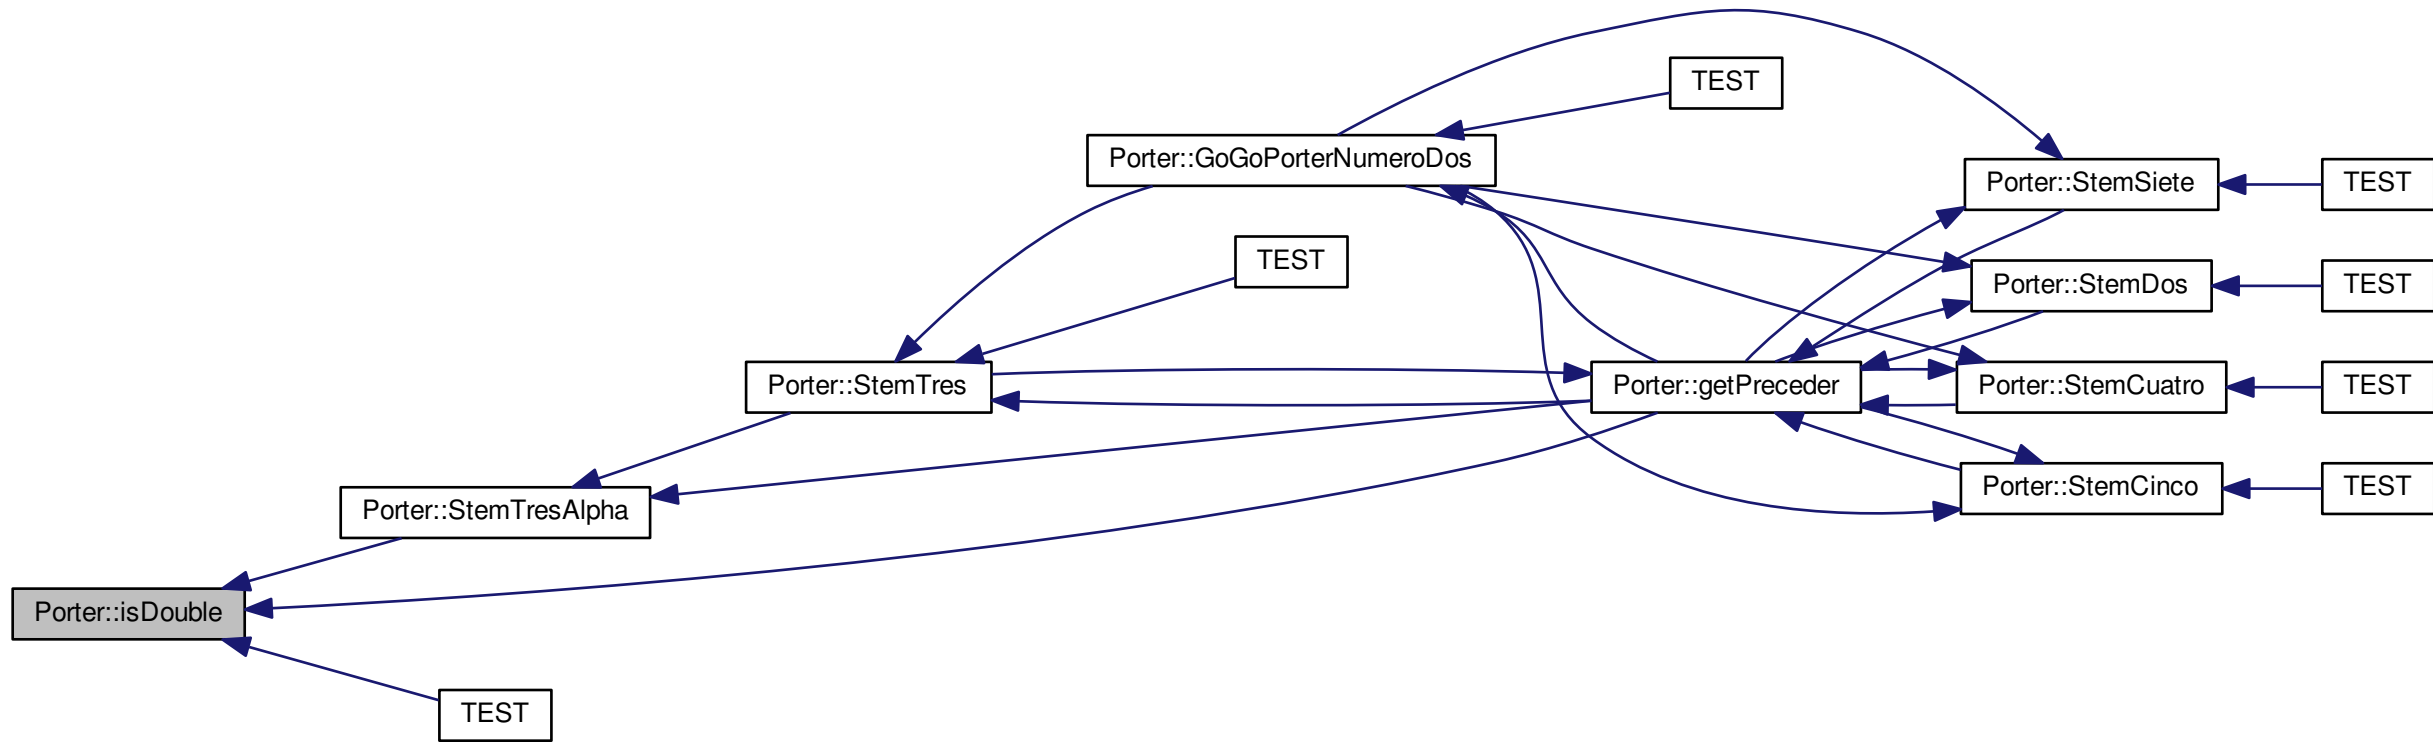 TEST
Porter::GoGoPorterNumeroDos
Porter::StemSiete
TEST
TEST
Porter::StemDos
TEST
Porter::StemTres
Porter::getPreceder
Porter::StemCuatro
TEST
Porter::StemCinco
TEST
Porter::StemTresAlpha
Porter::isDouble
TEST